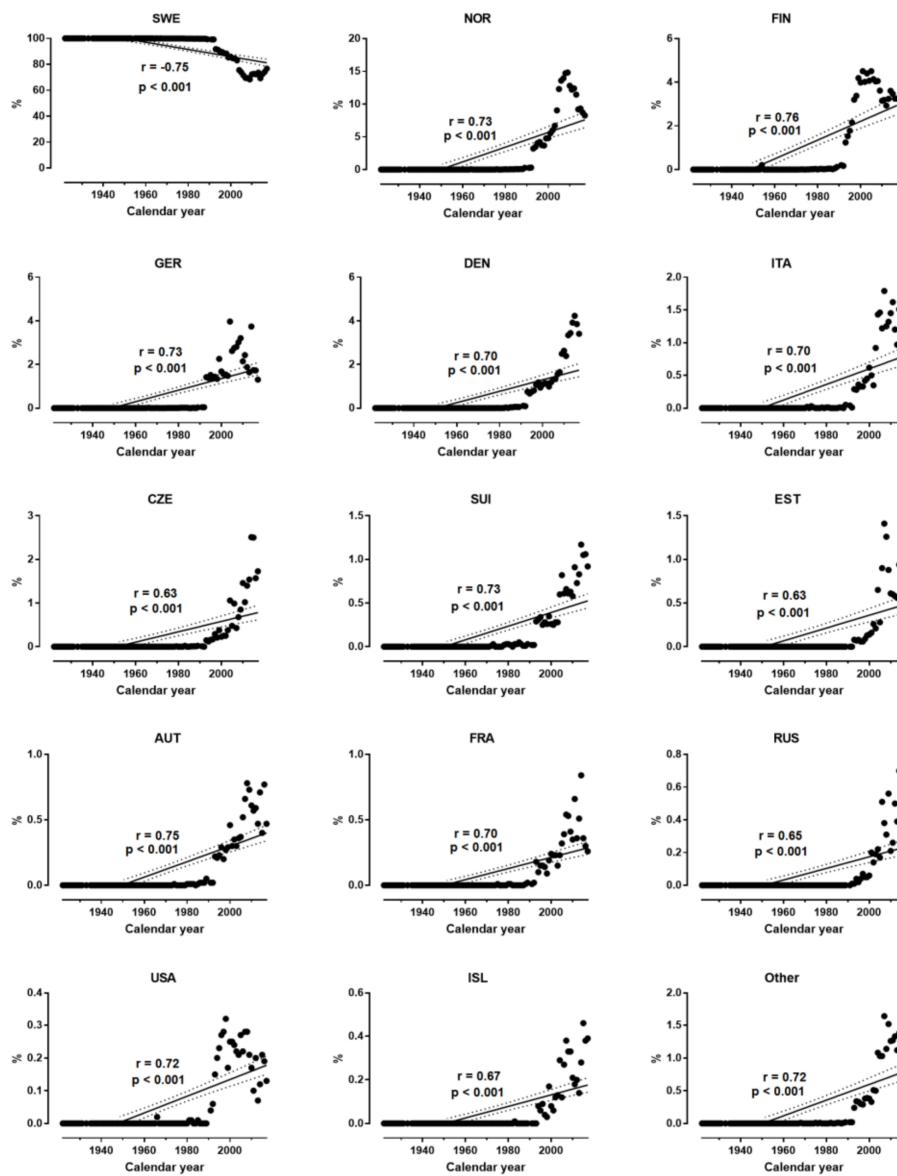 SWE
NOR
FIN
100
80
60
40
20
0
%
r = -0.75
p < 0.001
1940 1960 1980 2000
Calendar year
20
15
10
5
0
%
r = 0.73
p < 0.001
1940 1960 1980 2000
Calendar year
6
4
2
0
%
r = 0.76
p < 0.001
1940 1960 1980 2000
Calendar year
GER
DEN
ITA
6
4
2
0
%
r = 0.73
p < 0.001
1940 1960 1980 2000
Calendar year
6
4
2
0
%
r = 0.70
p < 0.001
1940 1960 1980 2000
Calendar year
2.0
1.5
1.0
0.5
0.0
%
r = 0.70
p < 0.001
1940 1960 1980 2000
Calendar year
CZE
SUI
EST
3
2
1
0
%
r = 0.63
p < 0.001
1940 1960 1980 2000
Calendar year
1.5
1.0
0.5
0.0
%
r = 0.73
p < 0.001
1940 1960 1980 2000
Calendar year
1.5
1.0
0.5
0.0
%
r = 0.63
p < 0.001
1940 1960 1980 2000
Calendar year
AUT
FRA
RUS
1.0
0.5
0.0
%
r = 0.75
p < 0.001
1940 1960 1980 2000
Calendar year
1.0
0.5
0.0
%
r = 0.70
p < 0.001
1940 1960 1980 2000
Calendar year
0.8
0.6
0.4
0.2
0.0
%
r = 0.65
p < 0.001
1940 1960 1980 2000
Calendar year
USA
ISL
Other
0.4
0.3
0.2
0.1
0.0
%
r = 0.72
p < 0.001
1940 1960 1980 2000
Calendar year
0.6
0.4
0.2
0.0
%
r = 0.67
p < 0.001
1940 1960 1980 2000
Calendar year
2.0
1.5
1.0
0.5
0.0
%
r = 0.72
p < 0.001
1940 1960 1980 2000
Calendar year